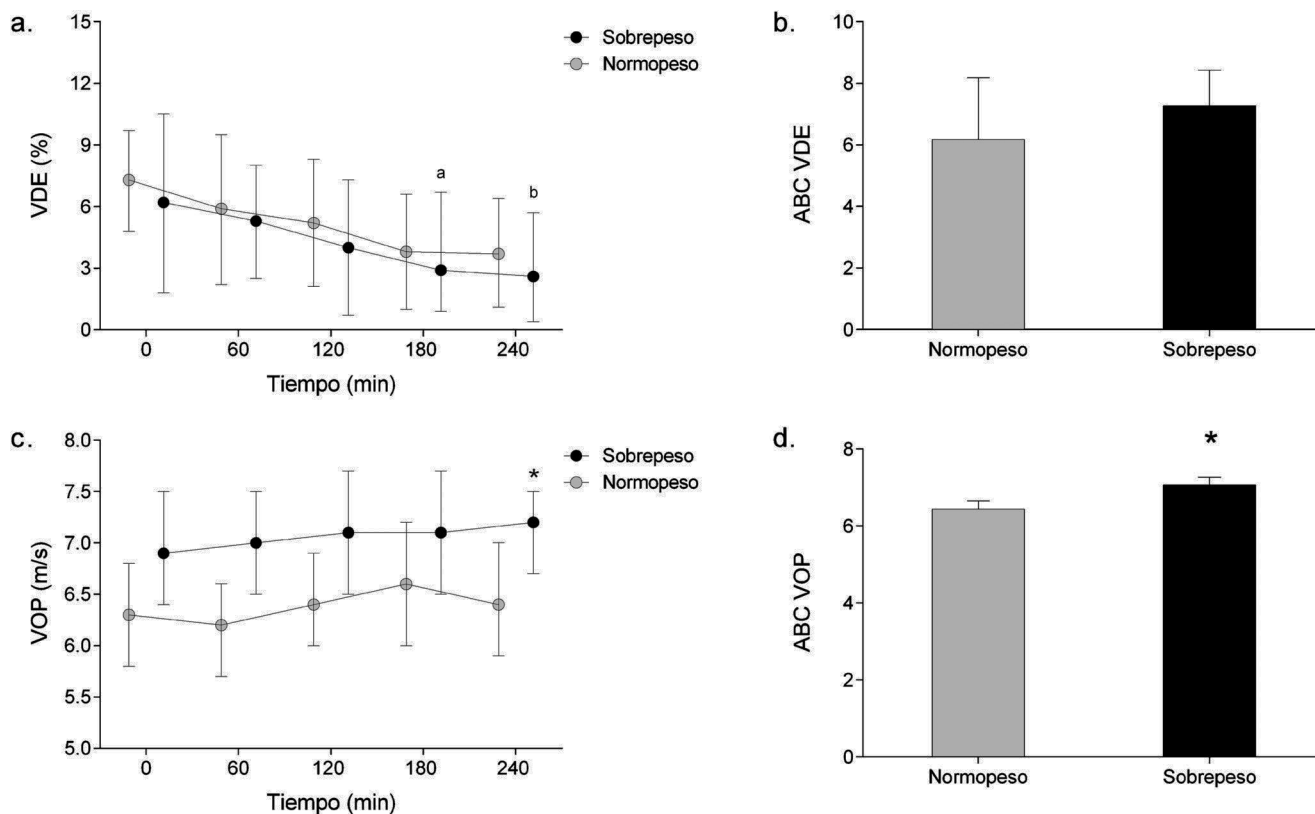 a.
Sobrepeso
Normopeso
VDE (%)
15
12
9
6
3
0
a
b
0 60 120 180 240
Tiempo (min)
b.
ABC VDE
10
8
6
4
2
0
Normopeso Sobrepeso
c.
Sobrepeso
Normopeso
VOP (m/s)
8.0
7.5
7.0
6.5
6.0
5.5
5.0
*
0 60 120 180 240
Tiempo (min)
d.
ABC VOP
8
6
4
2
0
*
Normopeso Sobrepeso